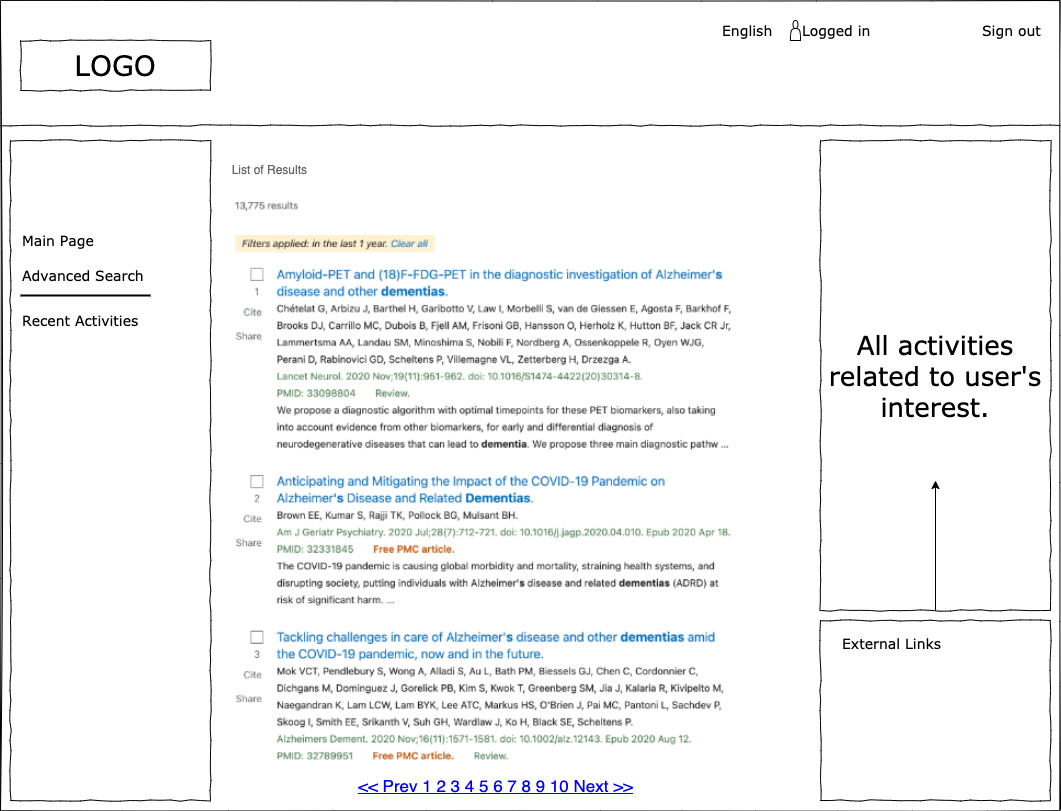 English
Logged in
Sign out
LOGO
Main Page
Advanced Search
Recent Activities
List of Results
13,775 results
Filters applied: in the last 1 year. Clear all
Amyloid-PET and (18)F-FDG-PET in the diagnostic investigation of Alzheimer's
1
disease and other dementias.
Cite
Chételat G, Arbizu J, Barthel H, Garibotto V, Law I, Morbelli S, van de Giessen E, Agosta F, Barkhof F,
Brooks DJ, Carrillo MC, Dubois B, Fjell AM, Frisoni GB, Hansson O, Herholz K, Hutton BF, Jack CR Jr,
Share
Lammertsma AA, Landau SM, Minoshima S, Nobili F, Nordberg A, Ossenkoppele R, Oyen WJG,
Perani D, Rabinovici GD, Scheltens P, Villemagne VL, Zetterberg H, Drzezga A.
Lancet Neurol. 2020 Nov;19(11):951-962. doi: 10.1016/S1474-4422(20)30314-8.
PMID: 33098804 Review.
We propose a diagnostic algorithm with optimal timepoints for these PET biomarkers, also taking
into account evidence from other biomarkers, for early and differential diagnosis of
neurodegenerative diseases that can lead to dementia. We propose three main diagnostic pathw ...
Anticipating and Mitigating the Impact of the COVID-19 Pandemic on
2
Alzheimer's Disease and Related Dementias.
Cite
Brown EE, Kumar S, Rajji TK, Pollock BG, Mulsant BH.
Am J Geriatr Psychiatry. 2020 Jul;28(7):712-721. doi: 10.1016/j.jagp.2020.04.010. Epub 2020 Apr 18.
Share
PMID: 32331845 Free PMC article.
The COVID-19 pandemic is causing global morbidity and mortality, straining health systems, and
disrupting society, putting individuals with Alzheimer's disease and related dementias (ADRD) at
risk of significant harm. ...
Tackling challenges in care of Alzheimer's disease and other dementias amid
3
the COVID-19 pandemic, now and in the future.
Cite
Mok VCT, Pendlebury S, Wong A, Alladi S, Au L, Bath PM, Biessels GJ, Chen C, Cordonnier C,
Dichgans M, Dominguez J, Gorelick PB, Kim S, Kwok T, Greenberg SM, Jia J, Kalaria R, Kivipelto M,
Share
Naegandran K, Lam LCW, Lam BYK, Lee ATC, Markus HS, O'Brien J, Pai MC, Pantoni L, Sachdev P,
Skoog I, Smith EE, Srikanth V, Suh GH, Wardlaw J, Ko H, Black SE, Scheltens P.
Alzheimers Dement. 2020 Nov;16(11):1571-1581. doi: 10.1002/alz.12143. Epub 2020 Aug 12.
PMID: 32789951 Free PMC article. Review.
<< Prev 1 2 3 4 5 6 7 8 9 10 Next >>
All activities
related to user's
interest.
External Links